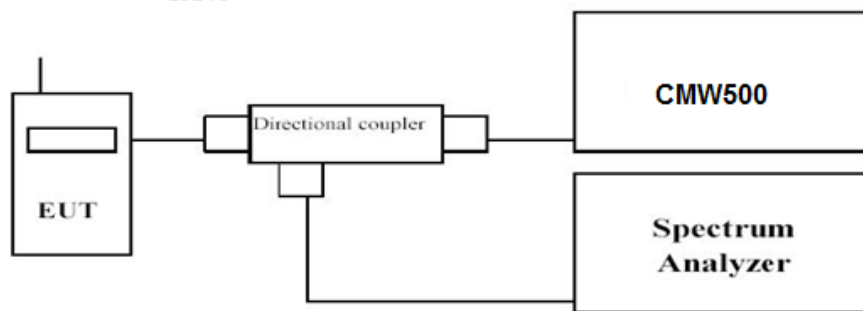 Directional coupler
CMW500
EUT
Spectrum
Analyzer